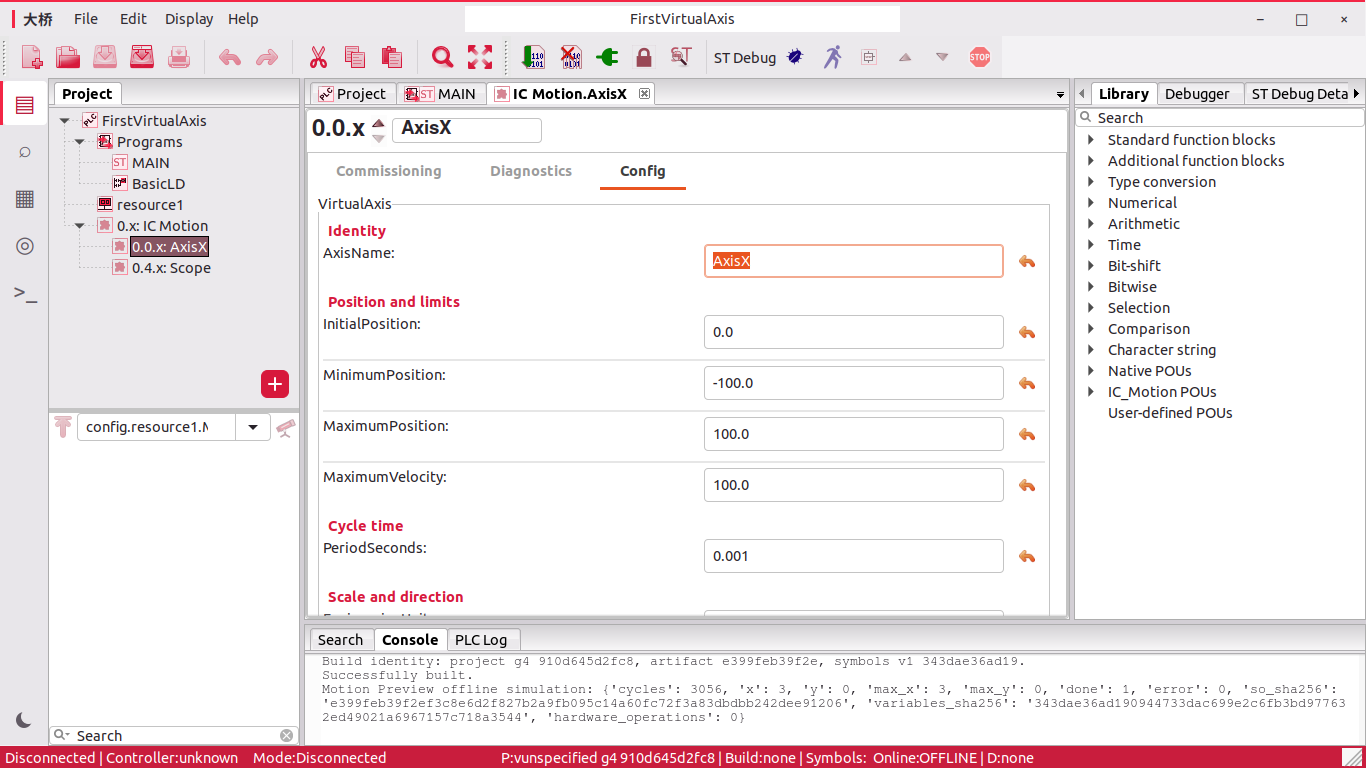 大桥 File Edit Display Help
FirstVirtualAxis
ST Debug
STOP
Project
FirstVirtualAxis
Programs
ST MAIN
BasicLD
resource1
0.x: IC Motion
0.0.x: AxisX
0.4.x: Scope
config.resource1.
Search
Project
ST MAIN
IC Motion.AxisX
0.0.x AxisX
Commissioning Diagnostics Config
VirtualAxis
Identity
AxisName: AxisX
Position and limits
InitialPosition: 0.0
MinimumPosition: -100.0
MaximumPosition: 100.0
MaximumVelocity: 100.0
Cycle time
PeriodSeconds: 0.001
Scale and direction
Library Debugger ST Debug Deta
Search
Standard function blocks
Additional function blocks
Type conversion
Numerical
Arithmetic
Time
Bit-shift
Bitwise
Selection
Comparison
Character string
Native POUs
IC_Motion POUs
User-defined POUs
Search Console PLC Log
Build identity: project g4 910d645d2fc8, artifact e399feb39f2e, symbols v1 343dae36ad19.
Successfully built.
Motion Preview offline simulation: {'cycles': 3056, 'x': 3, 'y': 0, 'max_x': 3, 'max_y': 0, 'done': 1, 'error': 0, 'so_sha256':
'e399feb39f2ef3c8e6d2f827b2a9fb095c14a60fc72f3a83dbdbb242dee91206', 'variables_sha256': '343dae36ad190944733dac699e2c6fb3bd97763
2ed49021a6967157c718a3544', 'hardware_operations': 0}
Disconnected | Controller:unknown Mode:Disconnected P:vunspecified g4 910d645d2fc8 | Build:none | Symbols: Online:OFFLINE | D:none